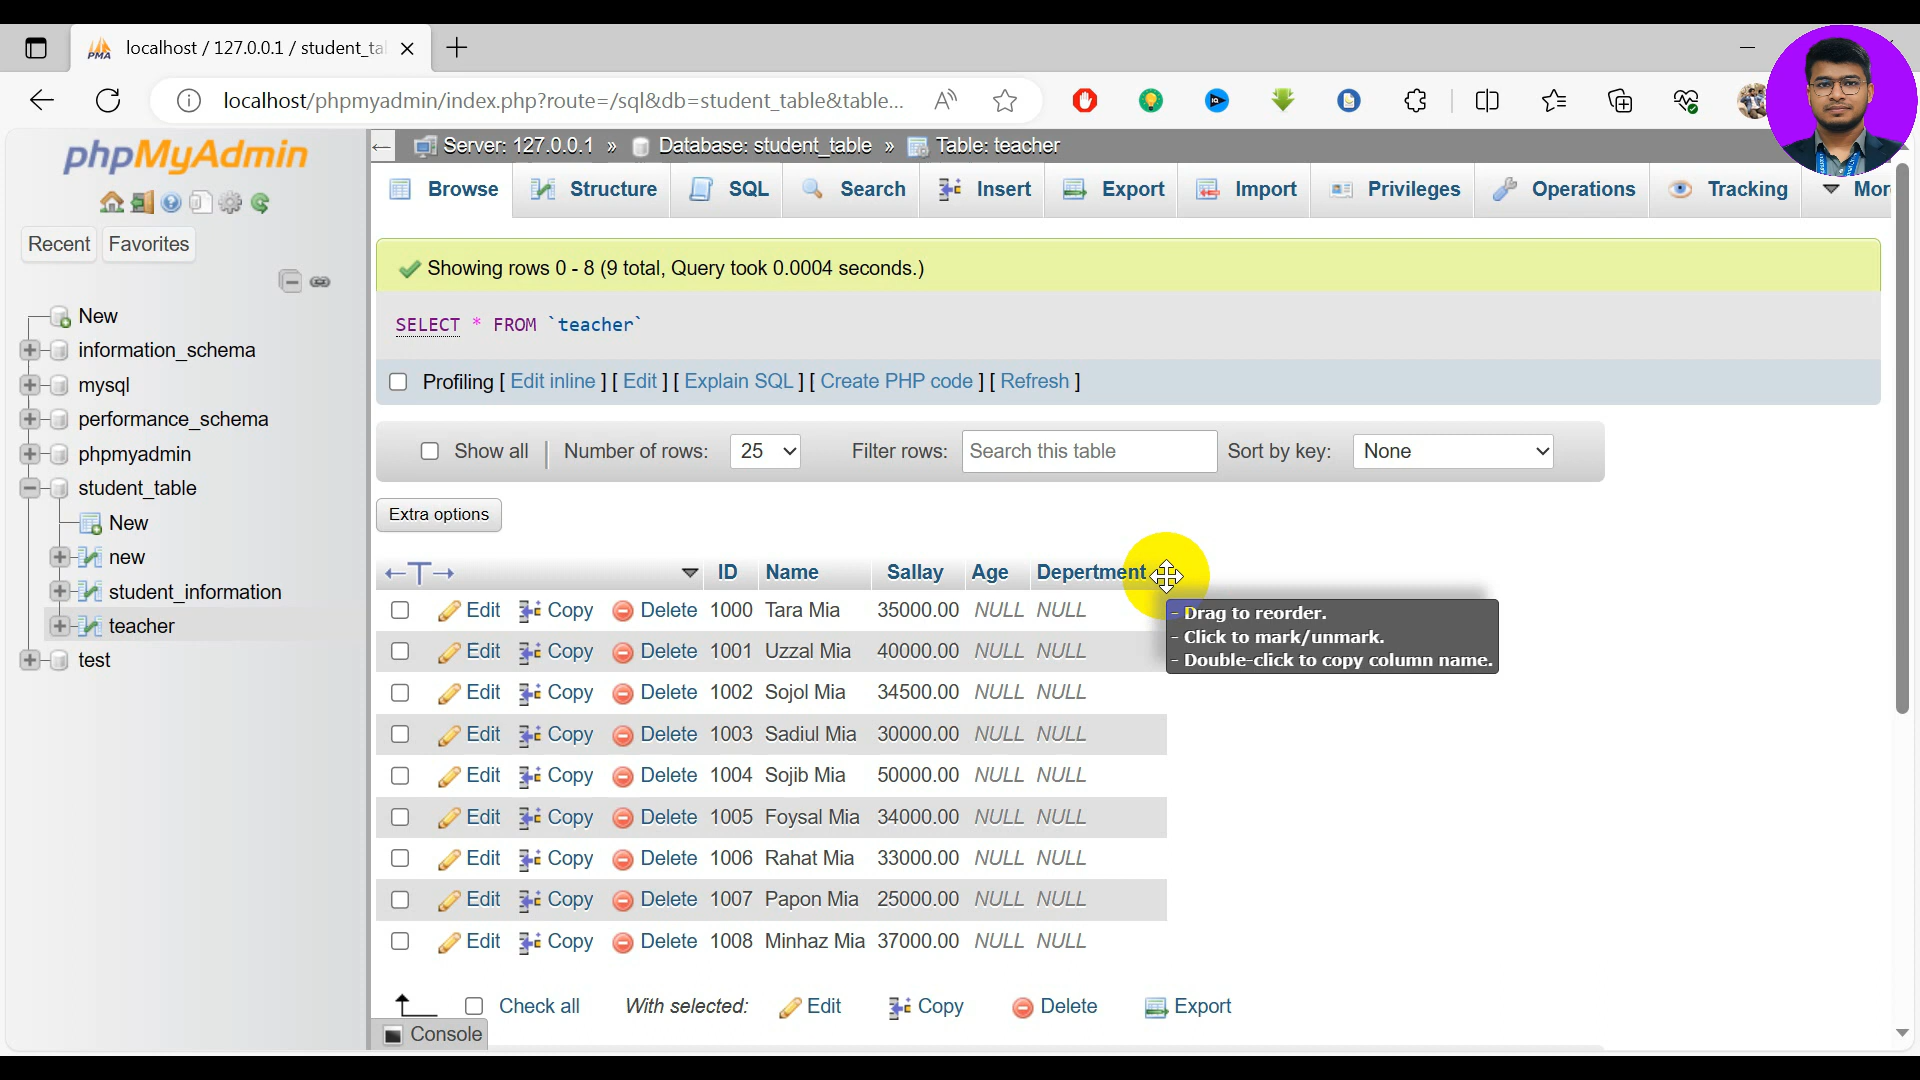 localhost / 127.0.0.1 / student_ta
localhost/phpmyadmin/index.php?route=/sql&db=student_table&table...
phpMyAdmin
Recent Favorites
New
information_schema
mysql
performance_schema
phpmyadmin
student_table
New
new
student_information
teacher
test
Server: 127.0.0.1 » Database: student_table » Table: teacher
Browse Structure SQL Search Insert Export Import Privileges Operations Tracking Mor
Showing rows 0 - 8 (9 total, Query took 0.0004 seconds.)
SELECT * FROM `teacher`
Profiling [ Edit inline ] [ Edit ] [ Explain SQL ] [ Create PHP code ] [ Refresh ]
Show all Number of rows: 25 Filter rows: Search this table Sort by key: None
Extra options
←T→ ID Name Sallay Age Depertment
Edit Copy Delete 1000 Tara Mia 35000.00 NULL NULL
Edit Copy Delete 1001 Uzzal Mia 40000.00 NULL NULL
Edit Copy Delete 1002 Sojol Mia 34500.00 NULL NULL
Edit Copy Delete 1003 Sadiul Mia 30000.00 NULL NULL
Edit Copy Delete 1004 Sojib Mia 50000.00 NULL NULL
Edit Copy Delete 1005 Foysal Mia 34000.00 NULL NULL
Edit Copy Delete 1006 Rahat Mia 33000.00 NULL NULL
Edit Copy Delete 1007 Papon Mia 25000.00 NULL NULL
Edit Copy Delete 1008 Minhaz Mia 37000.00 NULL NULL
- Drag to reorder.
- Click to mark/unmark.
- Double-click to copy column name.
Check all With selected: Edit Copy Delete Export
Console